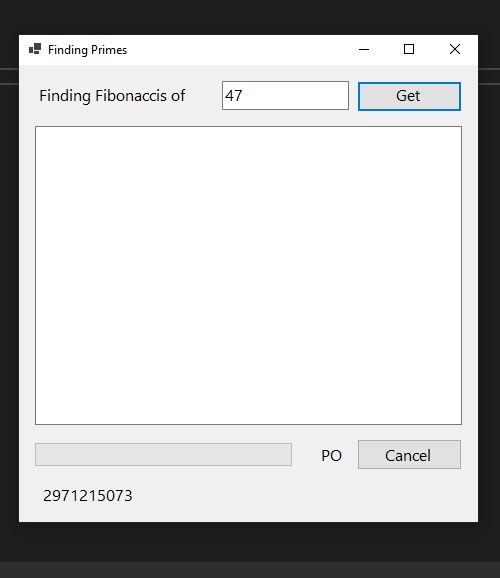 Finding Primes
Finding Fibonaccis of 47 Get
PO Cancel
2971215073